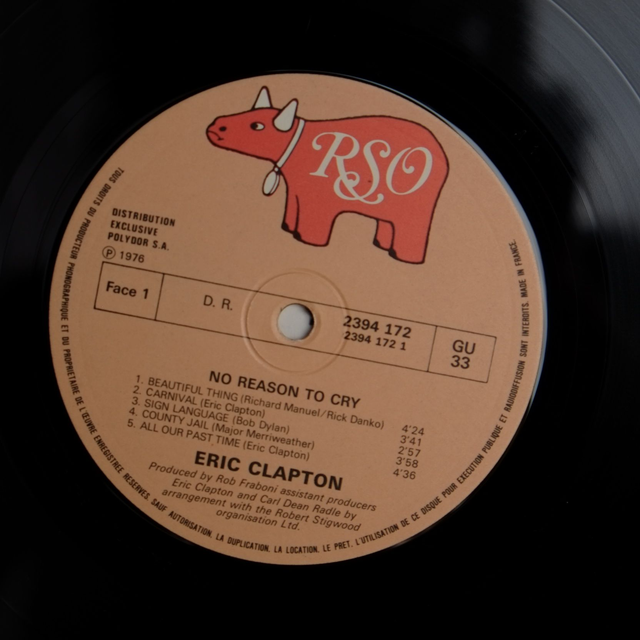 RSO
DISTRIBUTION
EXCLUSIVE
POLYDOR S.A.
Ⓟ 1976
Face 1
D. R.
2394 172
2394 172 1
GU
33
NO REASON TO CRY
1. BEAUTIFUL THING (Richard Manuel/Rick Danko) 4'24
2. CARNIVAL (Eric Clapton) 3'41
3. SIGN LANGUAGE (Bob Dylan) 2'57
4. COUNTY JAIL (Major Merriweather) 3'58
5. ALL OUR PAST TIME (Eric Clapton) 4'36
ERIC CLAPTON
Produced by Rob Fraboni assistant producers
Eric Clapton and Carl Dean Radle by
arrangement with the Robert Stigwood
organisation Ltd.
TOUS DROITS DU PRODUCTEUR PHONOGRAPHIQUE ET DU PROPRIETAIRE DE L'ŒUVRE ENREGISTREE RESERVES. SAUF AUTORISATION, LA DUPLICATION, LA LOCATION, LE PRET, L'UTILISATION DE CE DISQUE POUR EXECUTION PUBLIQUE ET RADIODIFFUSION SONT INTERDITS. MADE IN FRANCE.